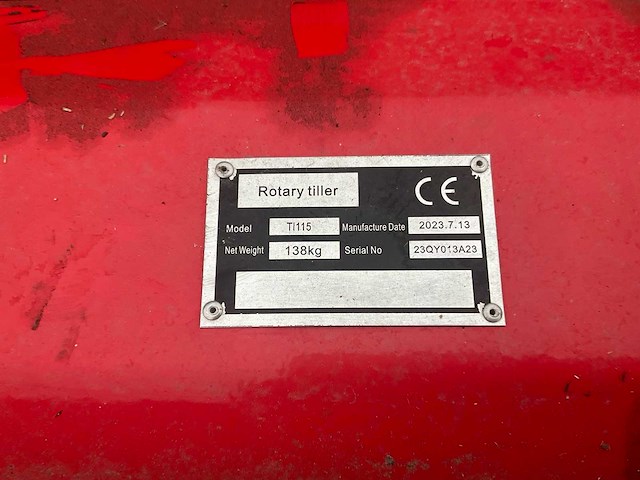 Rotary tiller CE
Model TI115 Manufacture Date 2023.7.13
Net Weight 138kg Serial No 23QY013A23